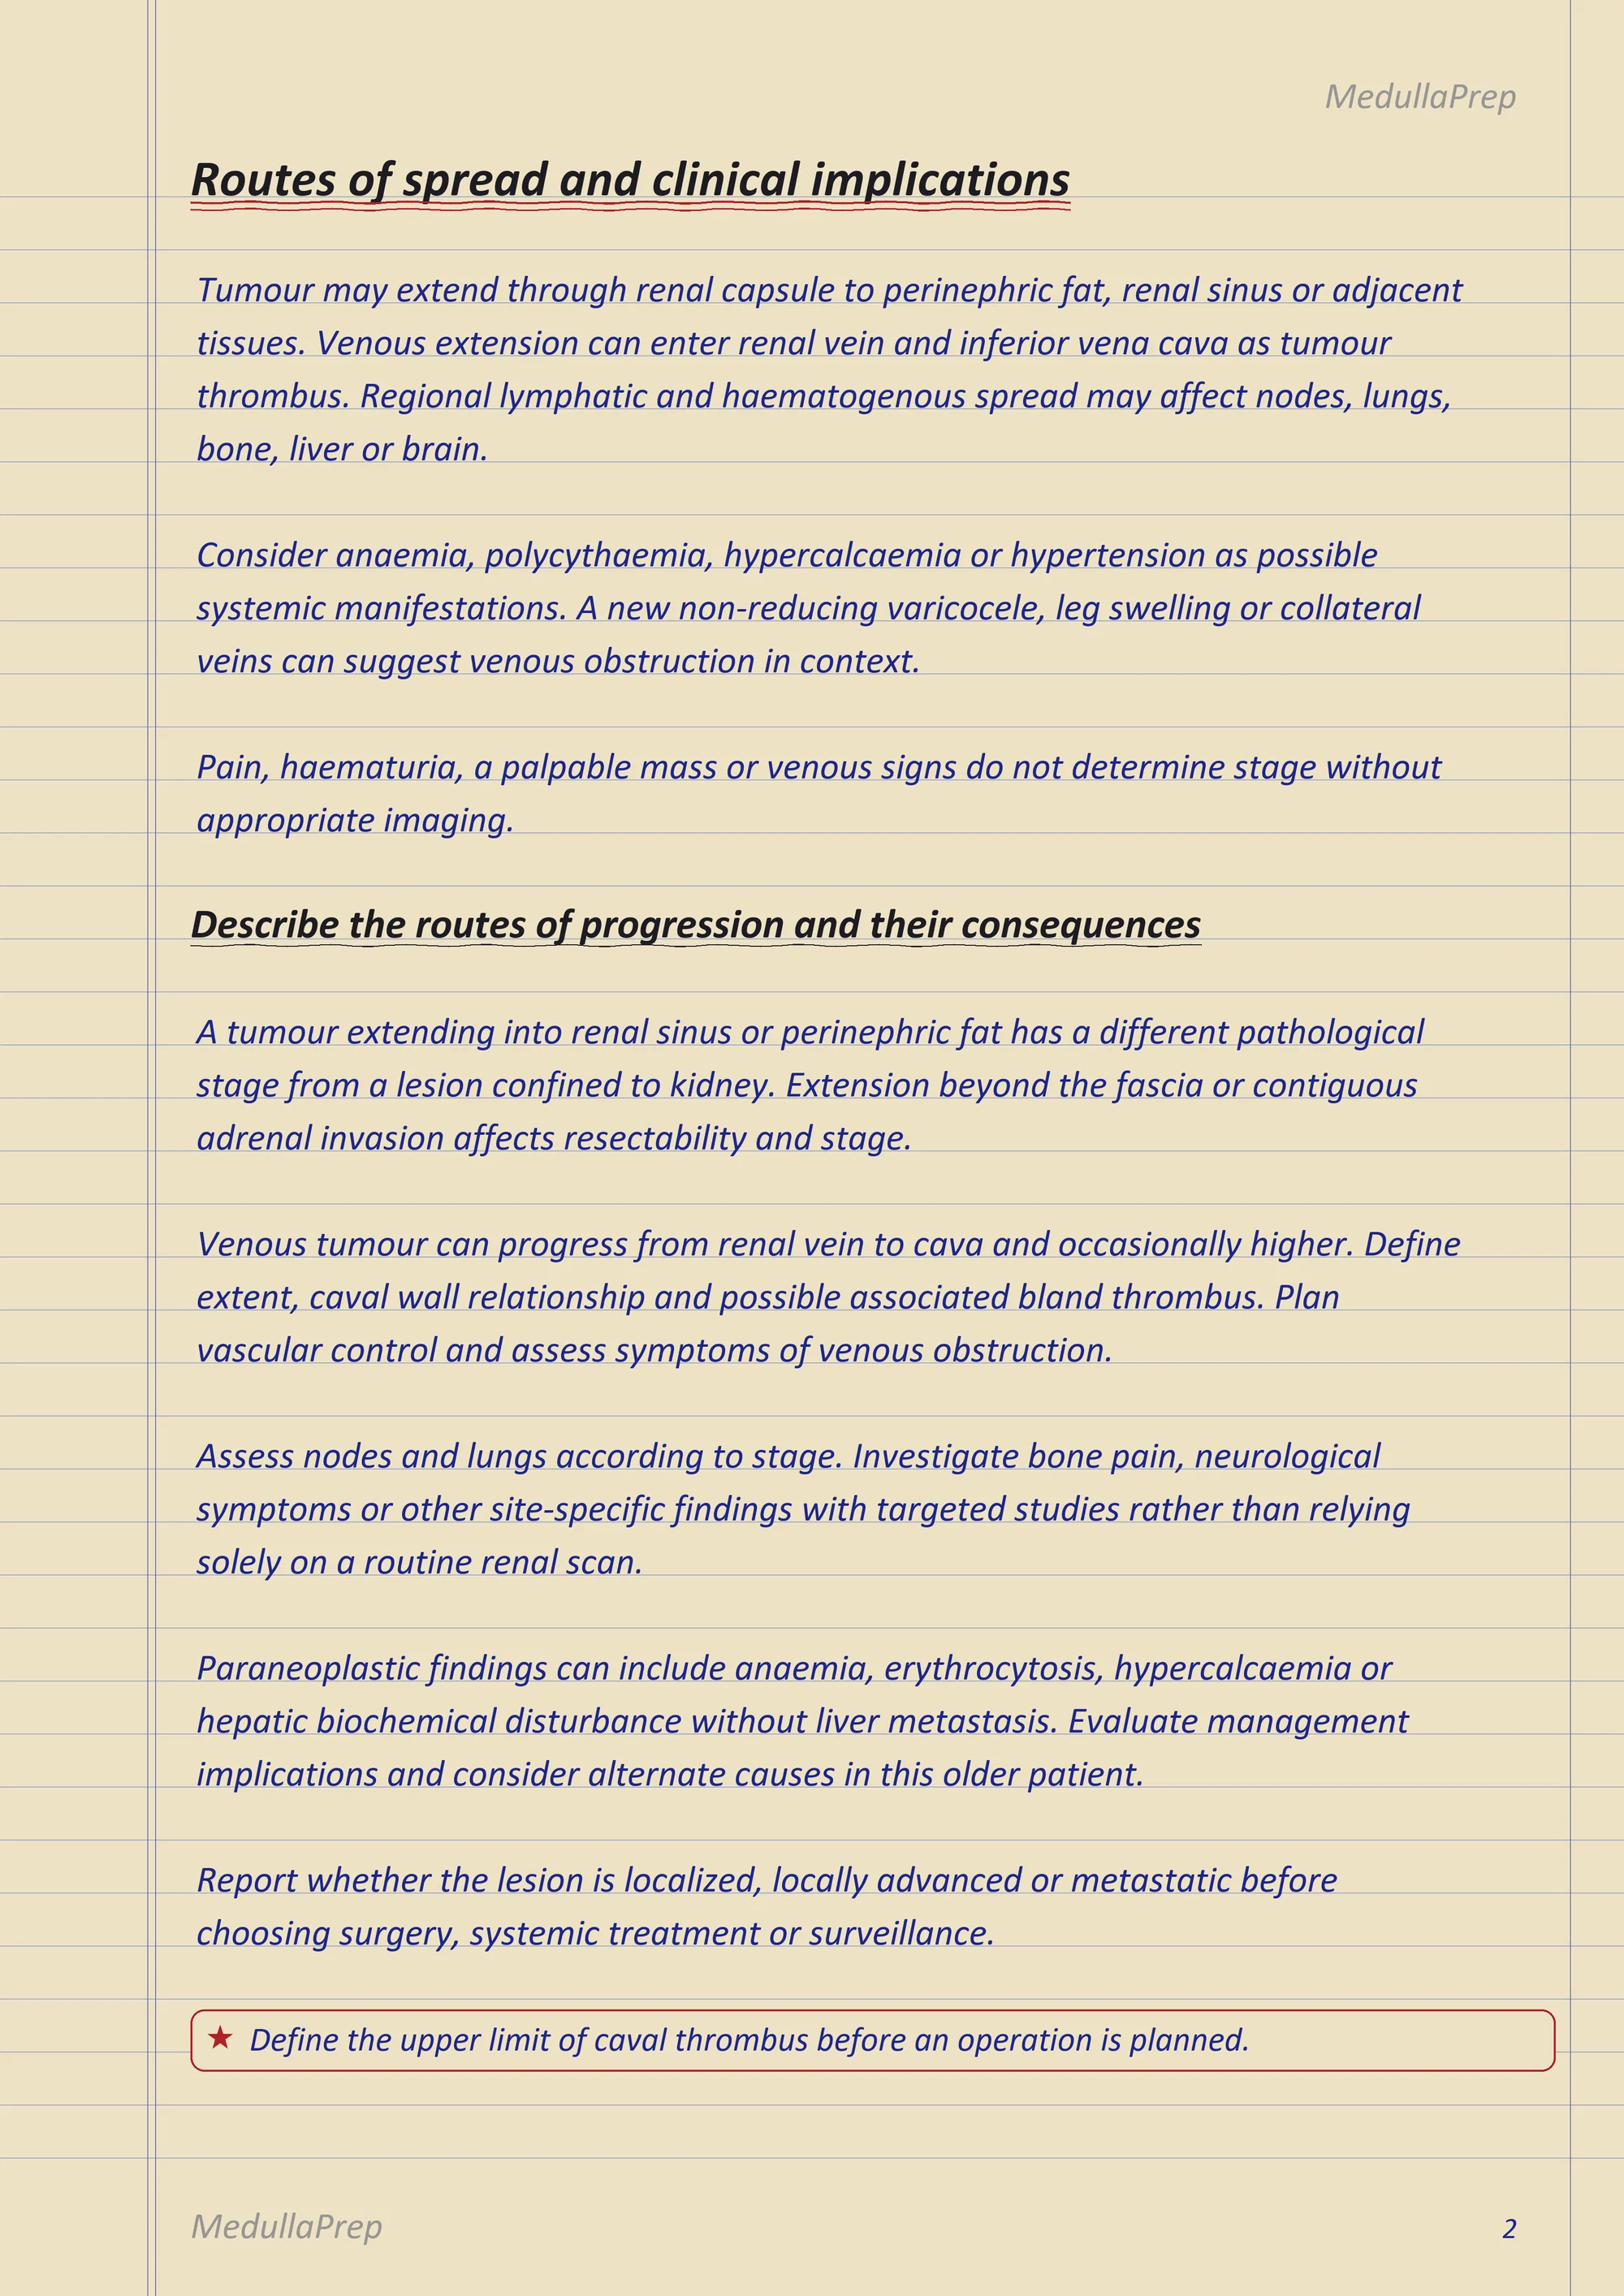 MedullaPrep
Routes of spread and clinical implications
Tumour may extend through renal capsule to perinephric fat, renal sinus or adjacent
tissues. Venous extension can enter renal vein and inferior vena cava as tumour
thrombus. Regional lymphatic and haematogenous spread may affect nodes, lungs,
bone, liver or brain.
Consider anaemia, polycythaemia, hypercalcaemia or hypertension as possible
systemic manifestations. A new non-reducing varicocele, leg swelling or collateral
veins can suggest venous obstruction in context.
Pain, haematuria, a palpable mass or venous signs do not determine stage without
appropriate imaging.
Describe the routes of progression and their consequences
A tumour extending into renal sinus or perinephric fat has a different pathological
stage from a lesion confined to kidney. Extension beyond the fascia or contiguous
adrenal invasion affects resectability and stage.
Venous tumour can progress from renal vein to cava and occasionally higher. Define
extent, caval wall relationship and possible associated bland thrombus. Plan
vascular control and assess symptoms of venous obstruction.
Assess nodes and lungs according to stage. Investigate bone pain, neurological
symptoms or other site-specific findings with targeted studies rather than relying
solely on a routine renal scan.
Paraneoplastic findings can include anaemia, erythrocytosis, hypercalcaemia or
hepatic biochemical disturbance without liver metastasis. Evaluate management
implications and consider alternate causes in this older patient.
Report whether the lesion is localized, locally advanced or metastatic before
choosing surgery, systemic treatment or surveillance.
★ Define the upper limit of caval thrombus before an operation is planned.
MedullaPrep
2